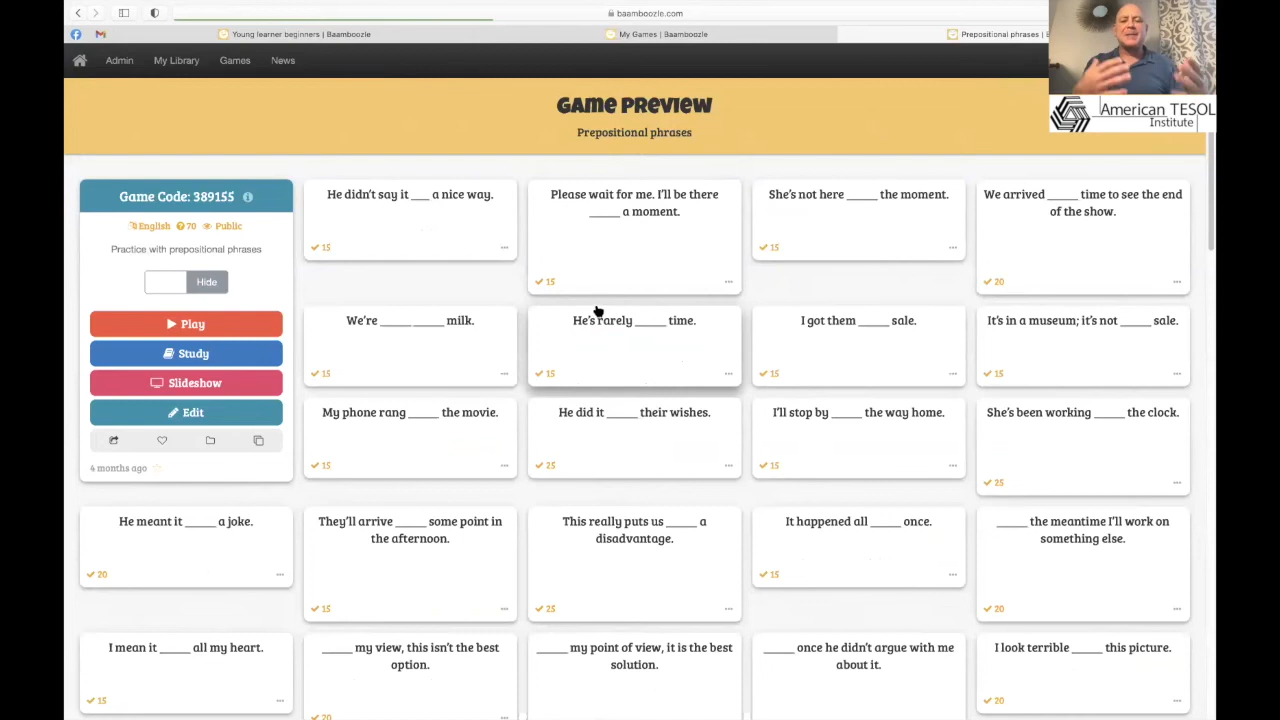 baamboozle.com
Young learner beginners | Baamboozle
My Games | Baamboozle
Prepositional phrases | B
Admin
My Library
Games
News
American TESOL
Institute
Game Preview
Prepositional phrases
Game Code: 389155
English 70 Public
Practice with prepositional phrases
Hide
Play
Study
Slideshow
Edit
4 months ago
He didn't say it ___ a nice way.
15
Please wait for me. I'll be there
_____ a moment.
15
She's not here _____ the moment.
15
We arrived _____ time to see the end
of the show.
20
We're _____ _____ milk.
15
He's rarely _____ time.
15
I got them _____ sale.
15
It's in a museum; it's not _____ sale.
15
My phone rang _____ the movie.
15
He did it _____ their wishes.
25
I'll stop by _____ the way home.
15
She's been working _____ the clock.
25
He meant it _____ a joke.
20
They'll arrive _____ some point in
the afternoon.
15
This really puts us _____ a
disadvantage.
25
It happened all _____ once.
15
_____ the meantime I'll work on
something else.
20
I mean it _____ all my heart.
15
_____ my view, this isn't the best
option.
20
_____ my point of view, it is the best
solution.
_____ once he didn't argue with me
about it.
I look terrible _____ this picture.
20